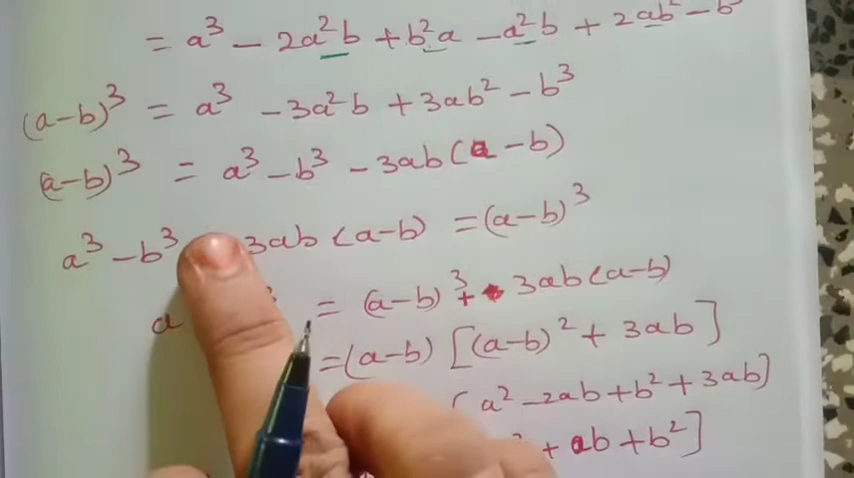 = a³ - 2a²b + b²a - a²b + 2ab² - b³
(a-b)³ = a³ - 3a²b + 3ab² - b³
(a-b)³ = a³ - b³ - 3ab(a-b)
a³ - b³ 3ab(a-b) = (a-b)³
a = (a-b)³ + 3ab(a-b)
= (a-b) [(a-b)² + 3ab]
[a² - 2ab + b² + 3ab]
+ ab + b²]